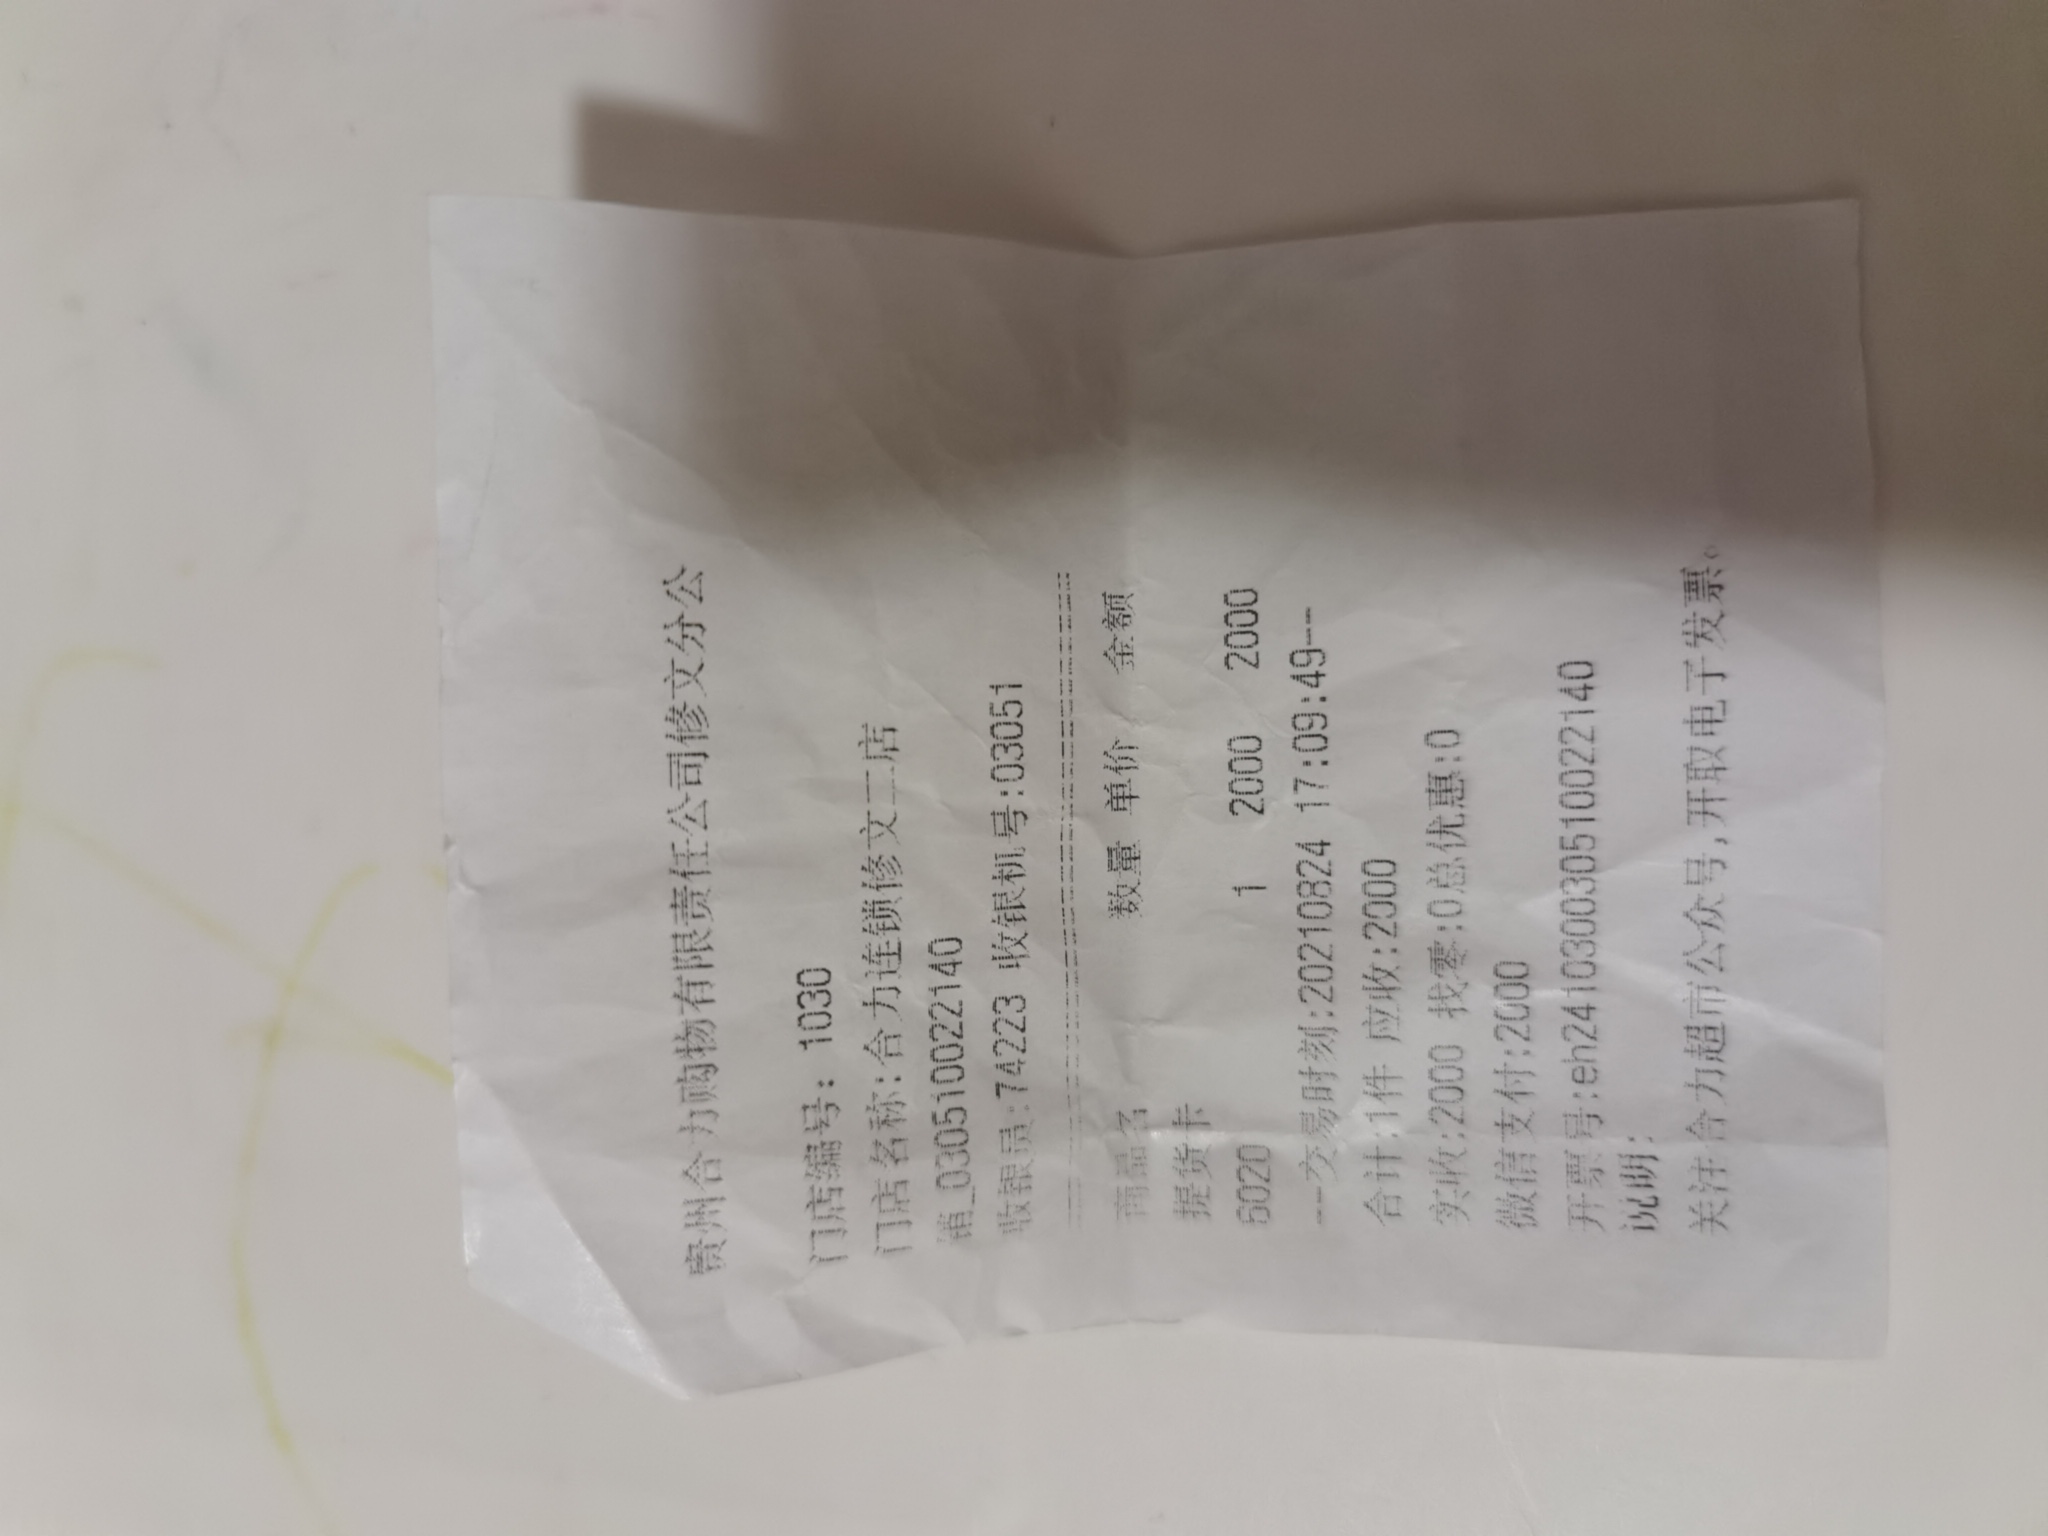 贵州合力购物有限责任公司修文分公
门店编号: 1030
门店名称:合力连锁修文二店
销_030510022140
收银员:74223 收银机号:03051
商品名 数量 单价 金额
提货卡
6020 1 2000 2000
---交易时刻:20210824 17:09:49--
合计:1件 应收:2000
实收:2000 找零:0总优惠:0
微信支付:2000
开票号:eh241030030510022140
说明:
关注合力超市公众号,开取电子发票。